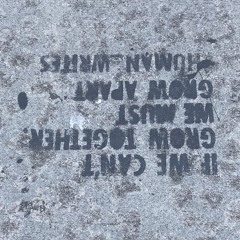 IF WE CAN'T
GROW TOGETHER,
WE MUST
GROW APART
-HUMAN_WRITES